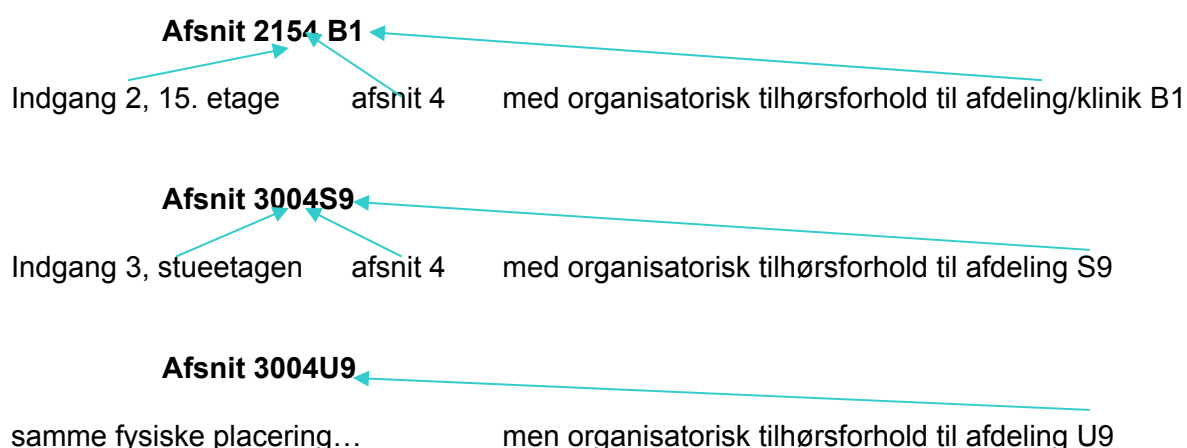 Afsnit 2154 B1
Indgang 2, 15. etage afsnit 4 med organisatorisk tilhørsforhold til afdeling/klinik B1
Afsnit 3004S9
Indgang 3, stueetagen afsnit 4 med organisatorisk tilhørsforhold til afdeling S9
Afsnit 3004U9
samme fysiske placering… men organisatorisk tilhørsforhold til afdeling U9